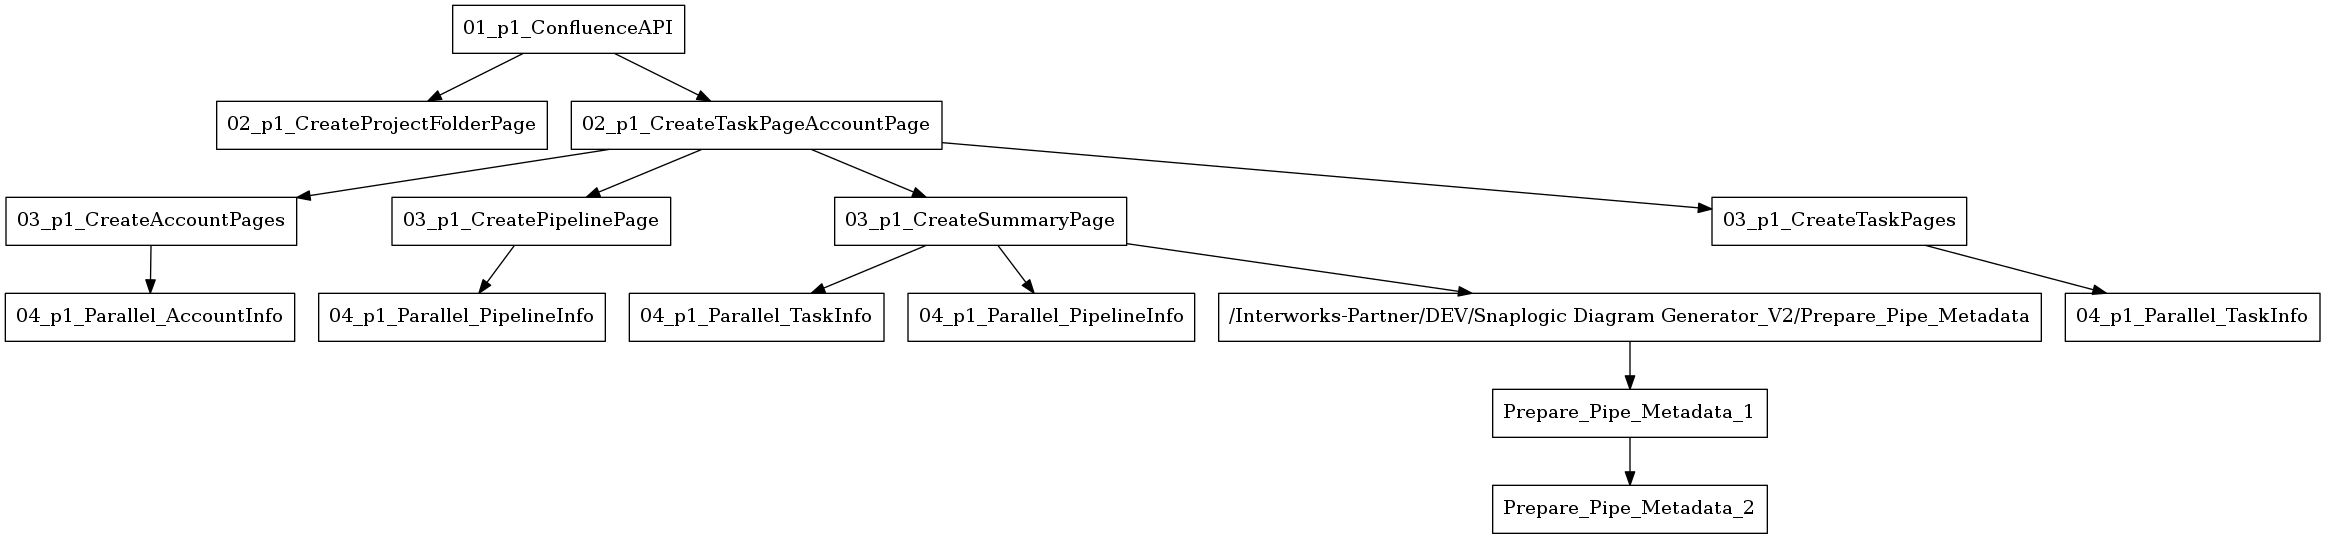 01_p1_ConfluenceAPI
02_p1_CreateProjectFolderPage
02_p1_CreateTaskPageAccountPage
03_p1_CreateAccountPages
03_p1_CreatePipelinePage
03_p1_CreateSummaryPage
03_p1_CreateTaskPages
04_p1_Parallel_AccountInfo
04_p1_Parallel_PipelineInfo
04_p1_Parallel_TaskInfo
04_p1_Parallel_PipelineInfo
/Interworks-Partner/DEV/Snaplogic Diagram Generator_V2/Prepare_Pipe_Metadata
04_p1_Parallel_TaskInfo
Prepare_Pipe_Metadata_1
Prepare_Pipe_Metadata_2